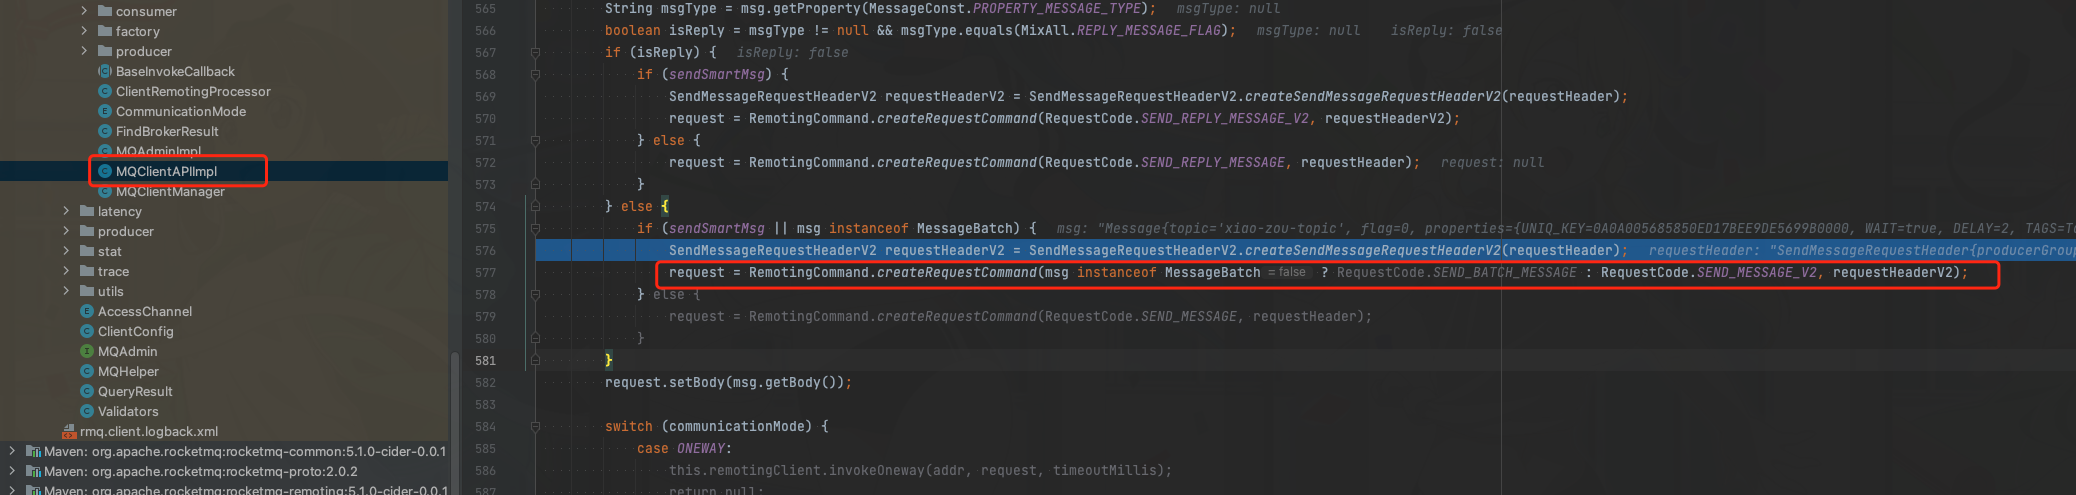 consumer
factory
producer
BaseInvokeCallback
ClientRemotingProcessor
CommunicationMode
FindBrokerResult
MQAdminImpl
MQClientAPIImpl
MQClientManager
latency
producer
stat
trace
utils
AccessChannel
ClientConfig
MQAdmin
MQHelper
QueryResult
Validators
rmq.client.logback.xml
Maven: org.apache.rocketmq:rocketmq-common:5.1.0-cider-0.0.1
Maven: org.apache.rocketmq:rocketmq-proto:2.0.2
Maven: org.apache.rocketmq:rocketmq-remoting:5.1.0-cider-0.0.1
565 String msgType = msg.getProperty(MessageConst.PROPERTY_MESSAGE_TYPE); msgType: null
566 boolean isReply = msgType != null && msgType.equals(MixAll.REPLY_MESSAGE_FLAG); msgType: null isReply: false
567 if (isReply) { isReply: false
568 if (sendSmartMsg) {
569 SendMessageRequestHeaderV2 requestHeaderV2 = SendMessageRequestHeaderV2.createSendMessageRequestHeaderV2(requestHeader);
570 request = RemotingCommand.createRequestCommand(RequestCode.SEND_REPLY_MESSAGE_V2, requestHeaderV2);
571 } else {
572 request = RemotingCommand.createRequestCommand(RequestCode.SEND_REPLY_MESSAGE, requestHeader); request: null
573 }
574 } else {
575 if (sendSmartMsg || msg instanceof MessageBatch) { msg: "Message{topic='xiao-zou-topic', flag=0, properties={UNIQ_KEY=0A0A005685850ED17BEE9DE5699B0000, WAIT=true, DELAY=2, TAGS=Ta
576 SendMessageRequestHeaderV2 requestHeaderV2 = SendMessageRequestHeaderV2.createSendMessageRequestHeaderV2(requestHeader); requestHeader: "SendMessageRequestHeader{producerGroup
577 request = RemotingCommand.createRequestCommand(msg instanceof MessageBatch = false ? RequestCode.SEND_BATCH_MESSAGE : RequestCode.SEND_MESSAGE_V2, requestHeaderV2);
578 } else {
579 request = RemotingCommand.createRequestCommand(RequestCode.SEND_MESSAGE, requestHeader);
580 }
581 }
582 request.setBody(msg.getBody());
583
584 switch (communicationMode) {
585 case ONEWAY:
586 this.remotingClient.invokeOneway(addr, request, timeoutMillis);
587 return null;